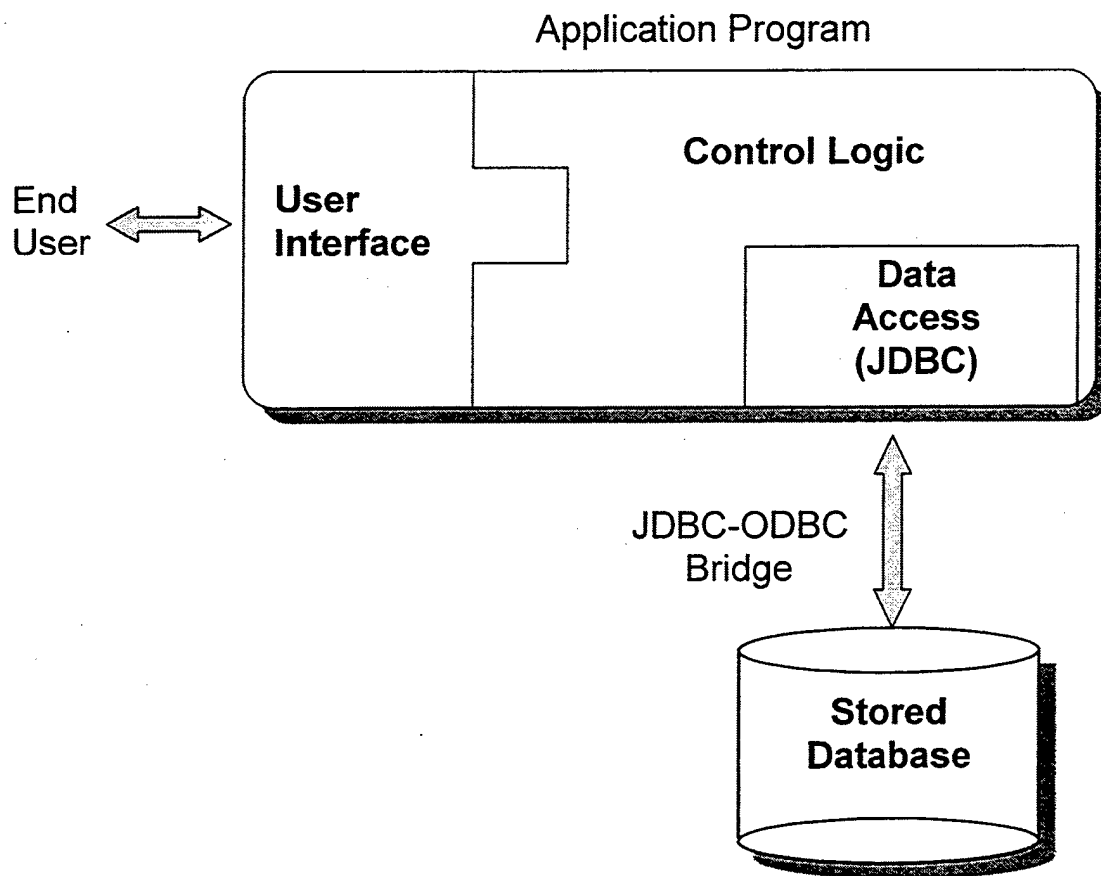 Application Program
Control Logic
End
User
User
Interface
Data
Access
(JDBC)
JDBC-ODBC
Bridge
Stored
Database